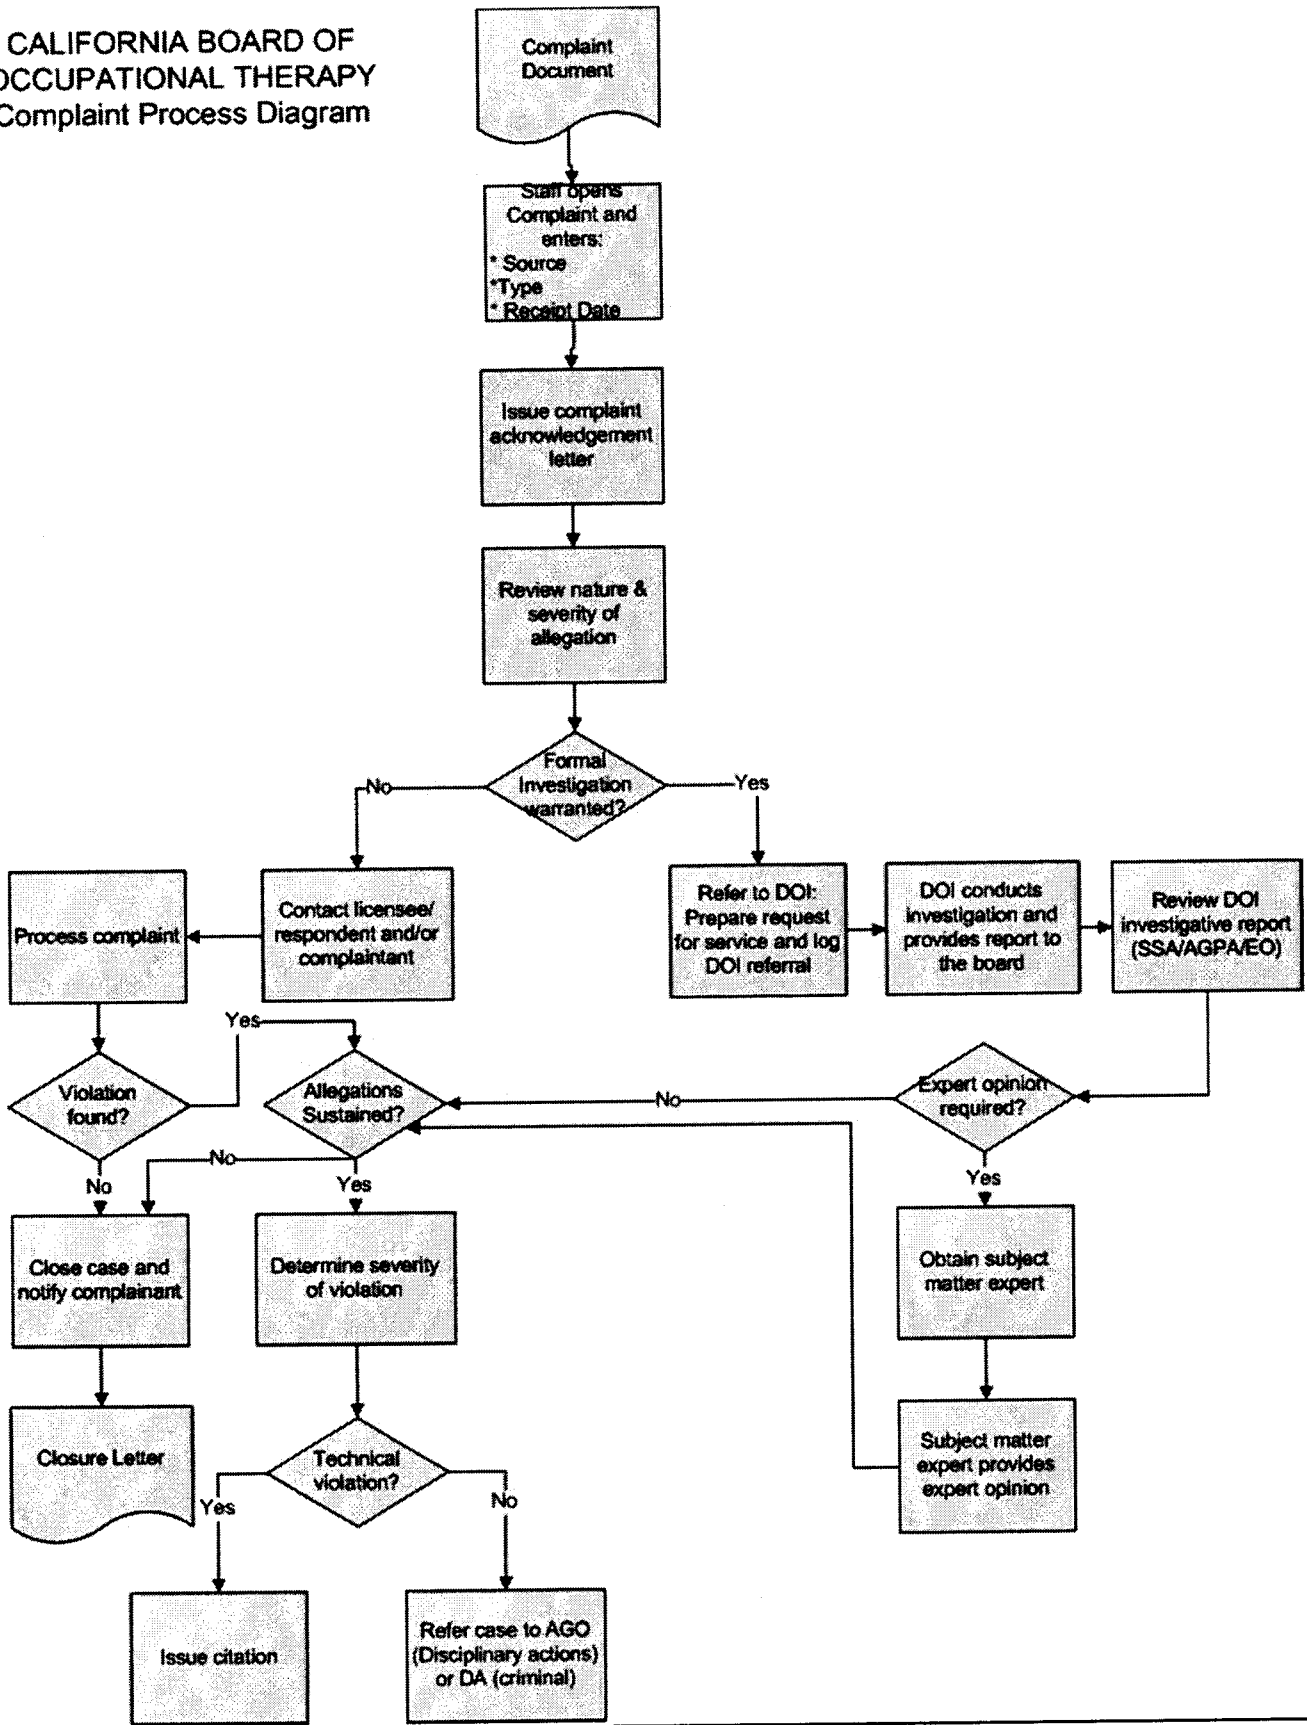 CALIFORNIA BOARD OF
OCCUPATIONAL THERAPY
Complaint Process Diagram
Complaint
Document
Staff opens
Complaint and
enters:
* Source
*Type
* Receipt Date
Issue complaint
acknowledgement
letter
Review nature &
severity of
allegation
Formal
Investigation
warranted?
No
Yes
Process complaint
Contact licensee/
respondent and/or
complaintant
Refer to DOI:
Prepare request
for service and log
DOI referral
DOI conducts
investigation and
provides report to
the board
Review DOI
investigative report
(SSA/AGPA/EO)
Yes
Violation
found?
Allegations
Sustained?
No
Expert opinion
required?
No
No
Yes
Yes
Close case and
notify complainant
Determine severity
of violation
Obtain subject
matter expert
Closure Letter
Technical
violation?
Subject matter
expert provides
expert opinion
Yes
No
Issue citation
Refer case to AGO
(Disciplinary actions)
or DA (criminal)